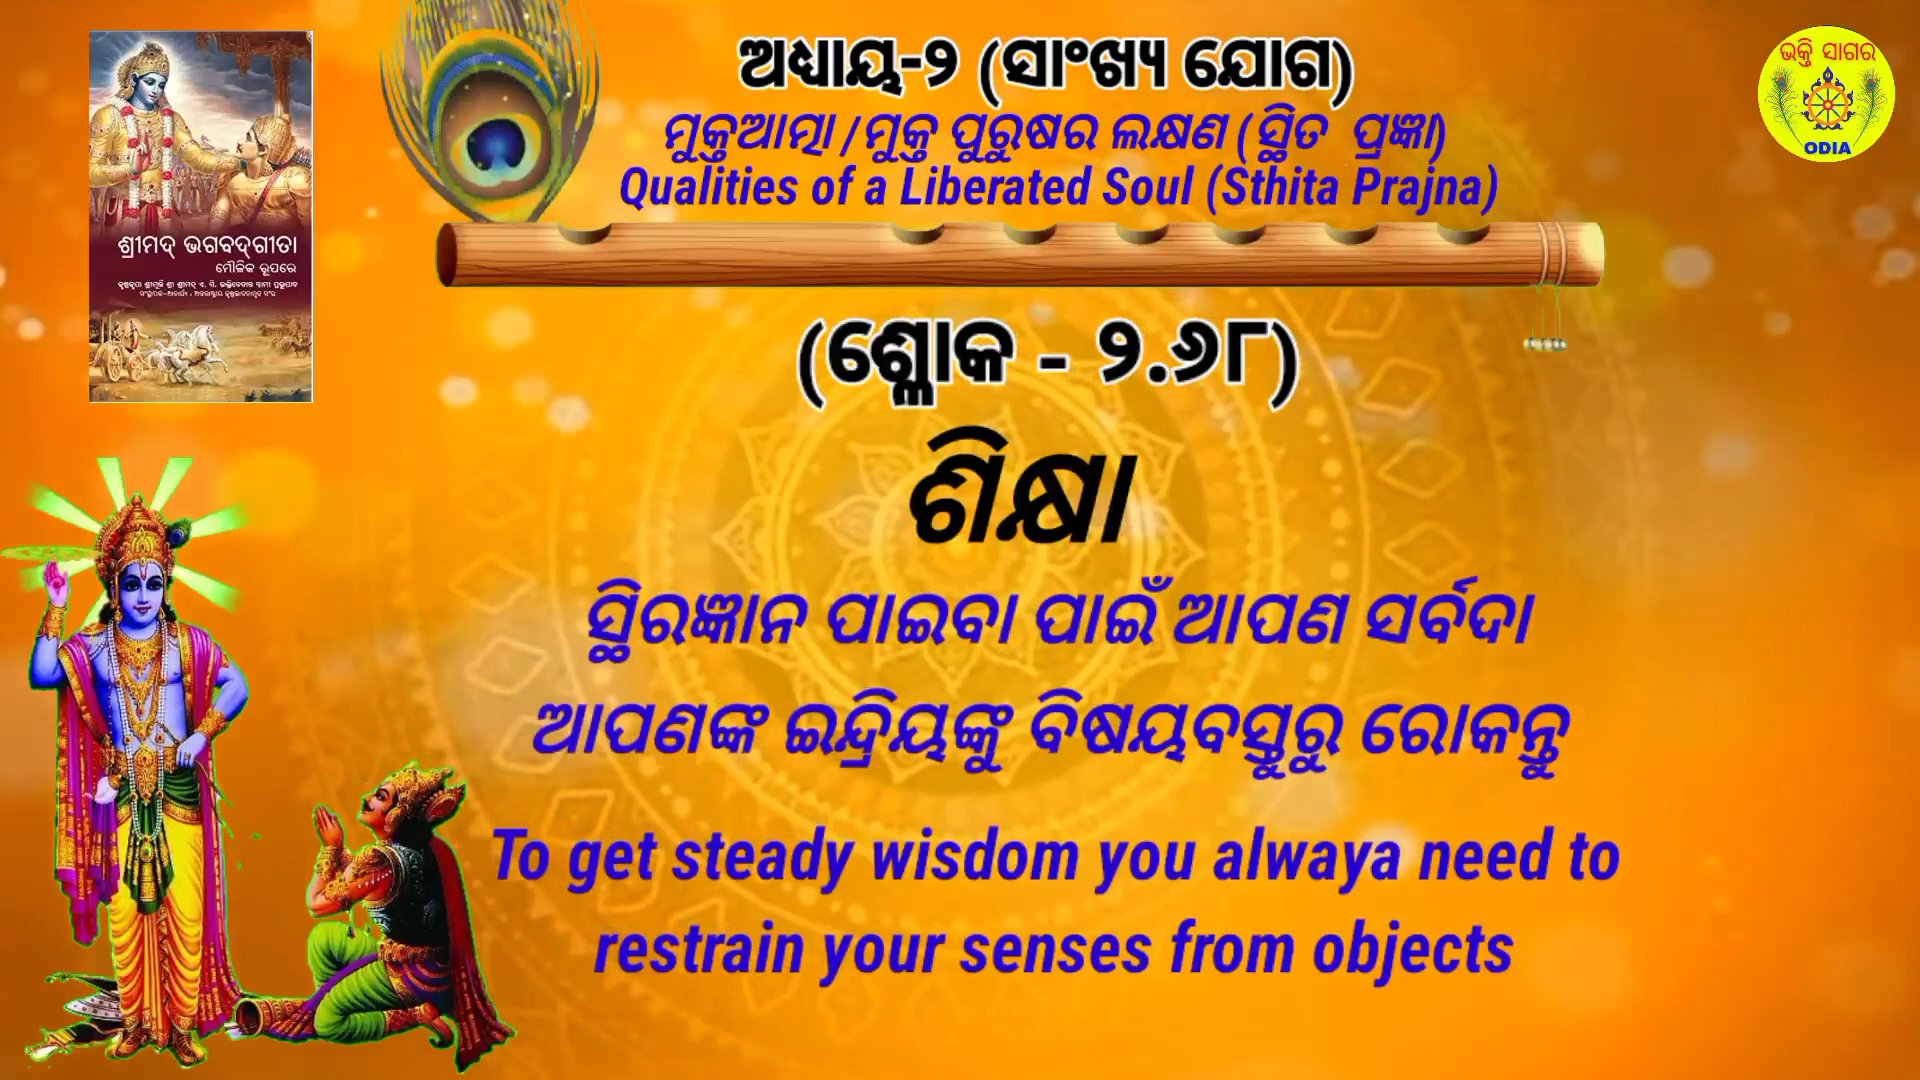 ଅଧ୍ୟାୟ-୨ (ସାଂଖ୍ୟ ଯୋଗ)
ମୁକ୍ତଆତ୍ମା /ମୁକ୍ତ ପୁରୁଷର ଲକ୍ଷଣ (ସ୍ଥିତ ପ୍ରଜ୍ଞା)
Qualities of a Liberated Soul (Sthita Prajna)
ଭକ୍ତି ସାଗର
ODIA
ଶ୍ରୀମଦ୍ ଭଗବଦ୍‌ଗୀତା
ମୌଳିକ ରୂପରେ
(ଶ୍ଳୋକ - ୨.୬୮)
ଶିକ୍ଷା
ସ୍ଥିରଜ୍ଞାନ ପାଇବା ପାଇଁ ଆପଣ ସର୍ବଦା
ଆପଣଙ୍କ ଇନ୍ଦ୍ରିୟଙ୍କୁ ବିଷୟବସ୍ତୁରୁ ରୋକନ୍ତୁ
To get steady wisdom you alwaya need to
restrain your senses from objects